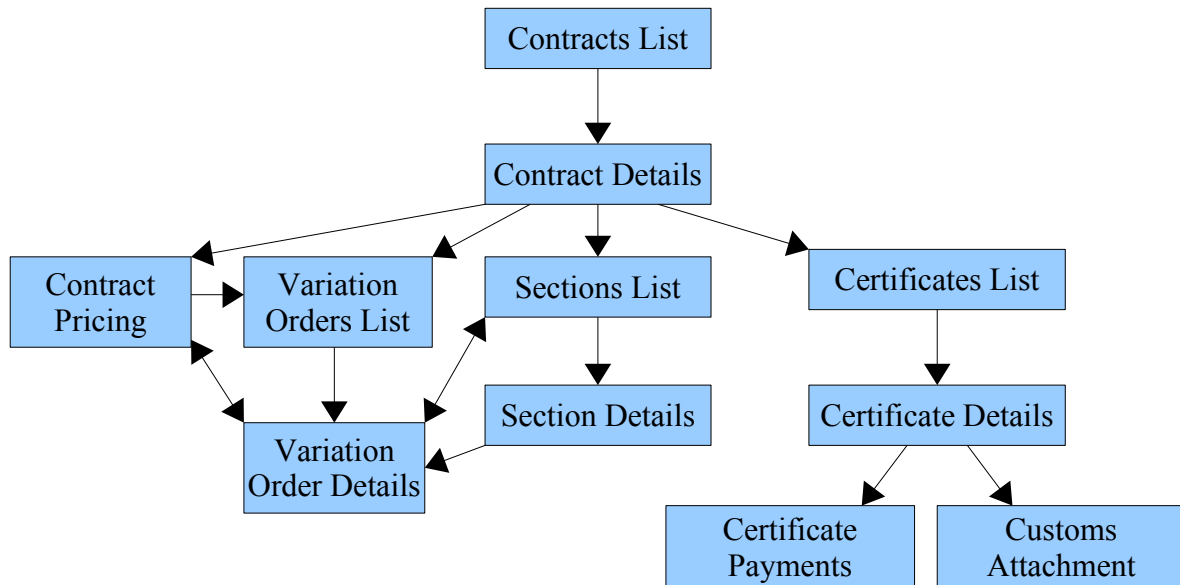 Contracts List
Contract Details
Contract
Pricing
Variation
Orders List
Sections List
Certificates List
Section Details
Certificate Details
Variation
Order Details
Certificate
Payments
Customs
Attachment